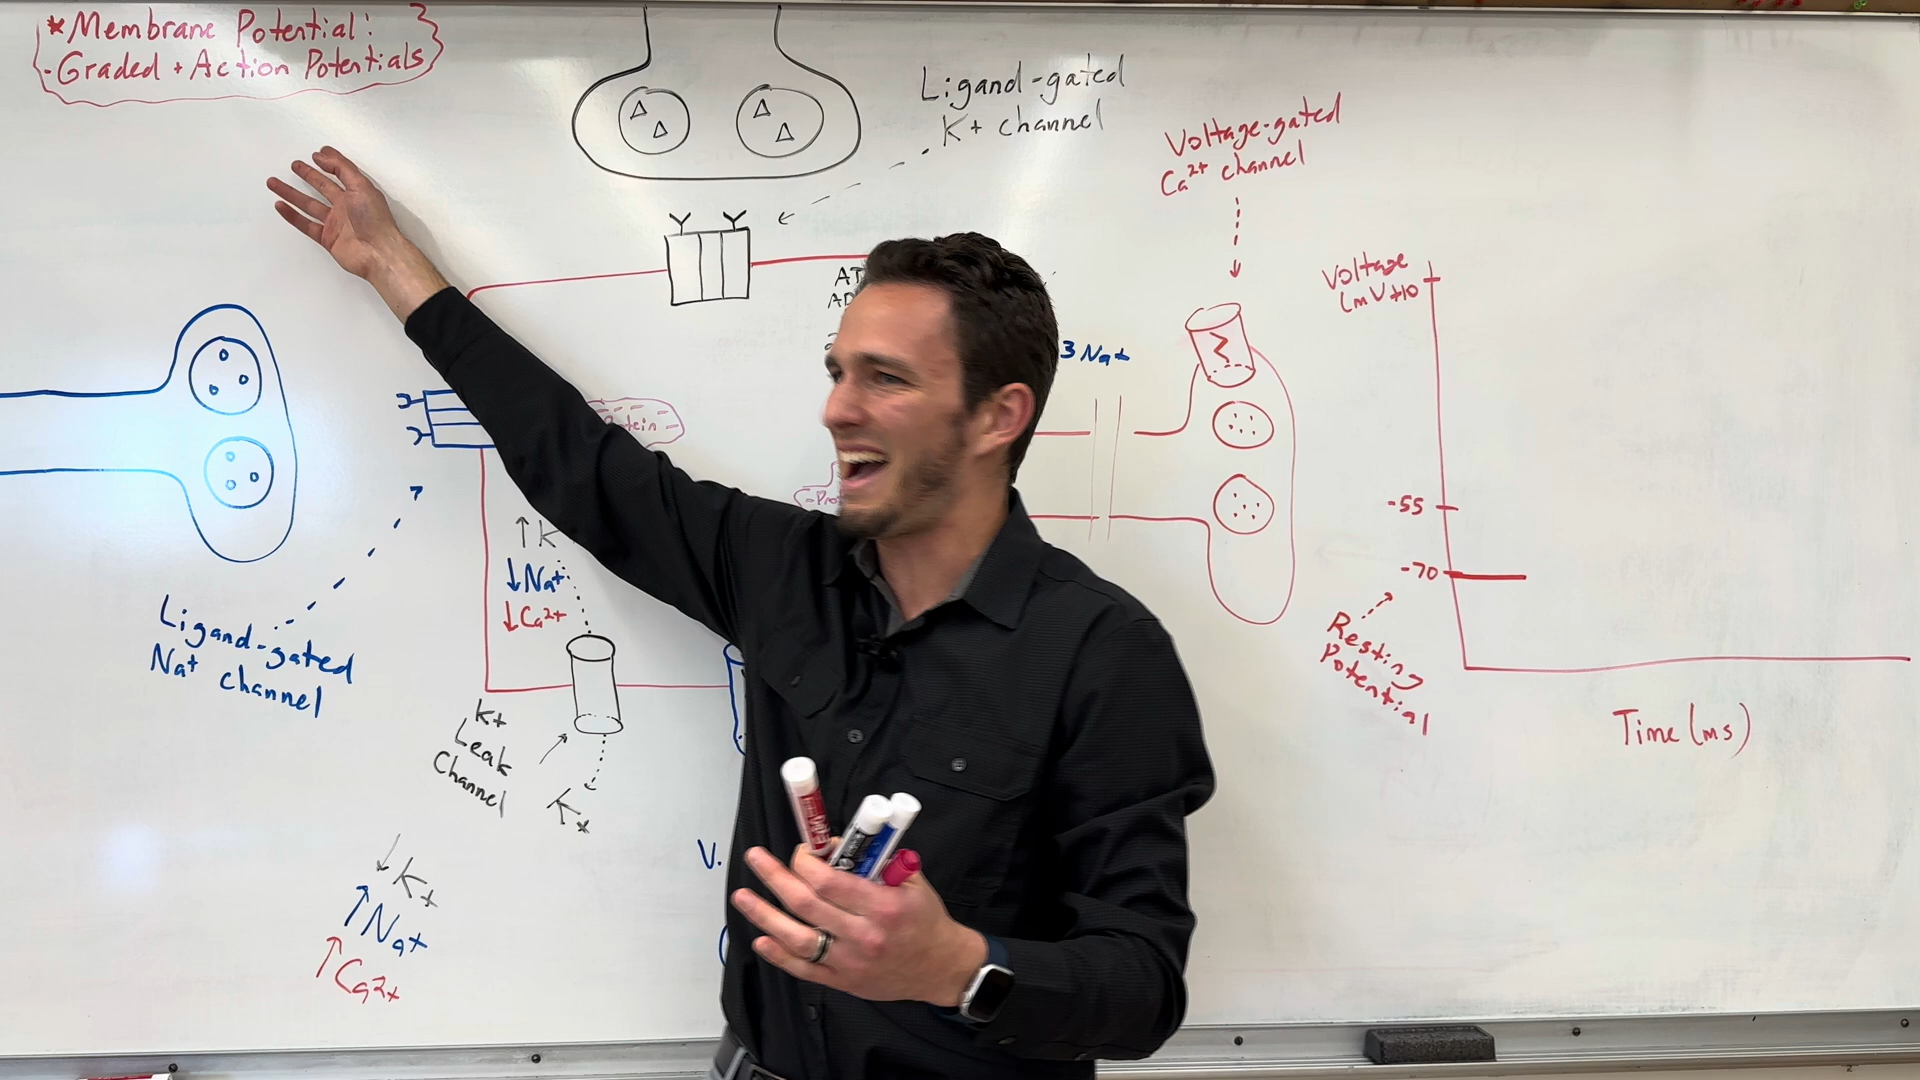 *Membrane Potential:
-Graded + Action Potentials
Ligand-gated
K+ channel
Voltage-gated
Ca2+ channel
Voltage
(mV +10
-55
-70
Resting
Potential
Time (ms)
3 Na+
↑K
↓Na+
↓Ca2+
Ligand-gated
Na+ channel
K+
Leak
Channel
K+
↓K+
↑Na+
↑Ca2+
V.